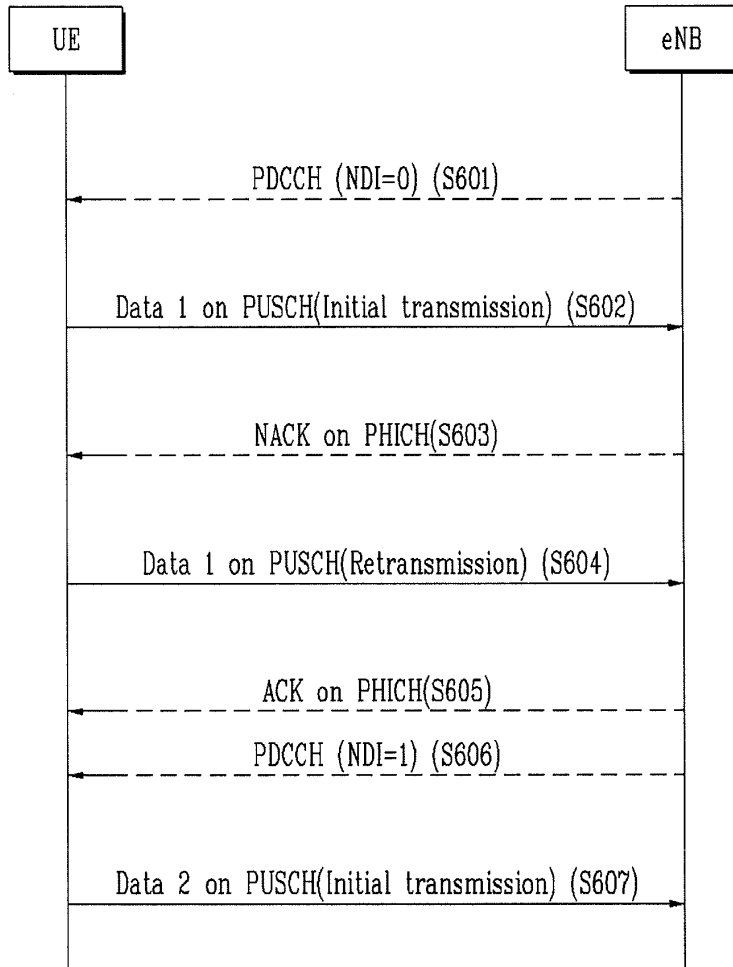 UE
eNB
PDCCH (NDI=0) (S601)
Data 1 on PUSCH(Initial transmission) (S602)
NACK on PHICH(S603)
Data 1 on PUSCH(Retransmission) (S604)
ACK on PHICH(S605)
PDCCH (NDI=1) (S606)
Data 2 on PUSCH(Initial transmission) (S607)